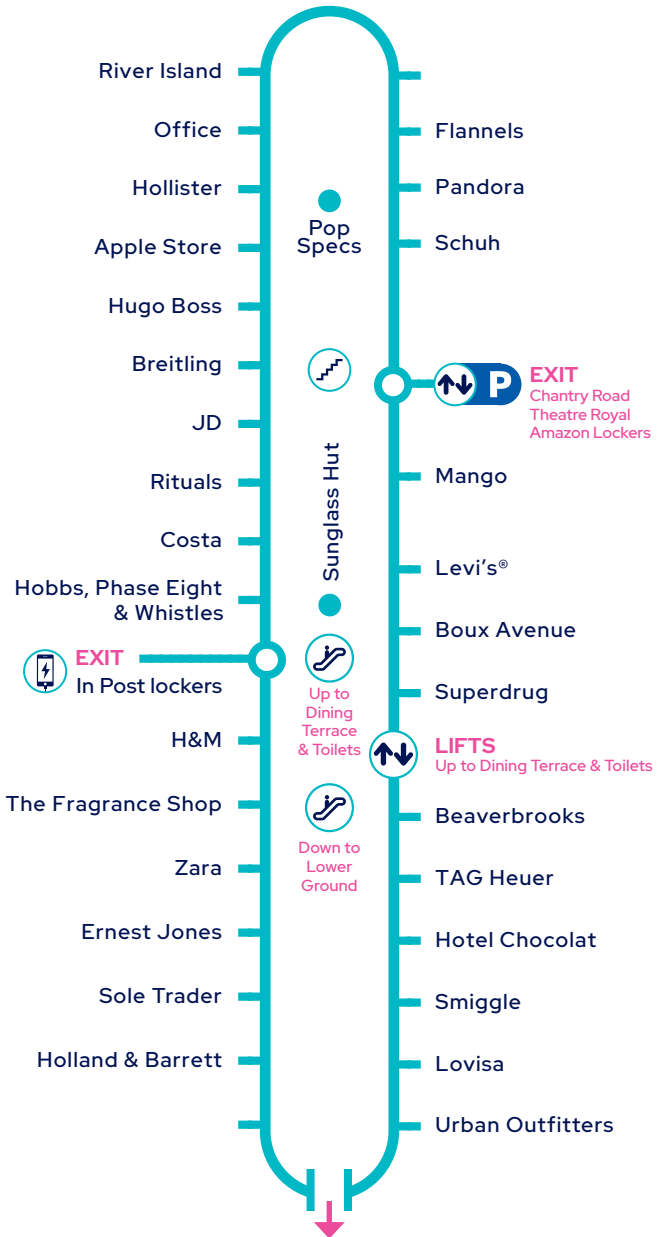 River Island
Office
Hollister
Apple Store
Hugo Boss
Breitling
JD
Rituals
Costa
Hobbs, Phase Eight
& Whistles
EXIT
In Post lockers
H&M
The Fragrance Shop
Zara
Ernest Jones
Sole Trader
Holland & Barrett
Pop
Specs
Sunglass Hut
Up to
Dining
Terrace
& Toilets
Down to
Lower
Ground
Flannels
Pandora
Schuh
P
EXIT
Chantry Road
Theatre Royal
Amazon Lockers
Mango
Levi's®
Boux Avenue
Superdrug
LIFTS
Up to Dining Terrace & Toilets
Beaverbrooks
TAG Heuer
Hotel Chocolat
Smiggle
Lovisa
Urban Outfitters